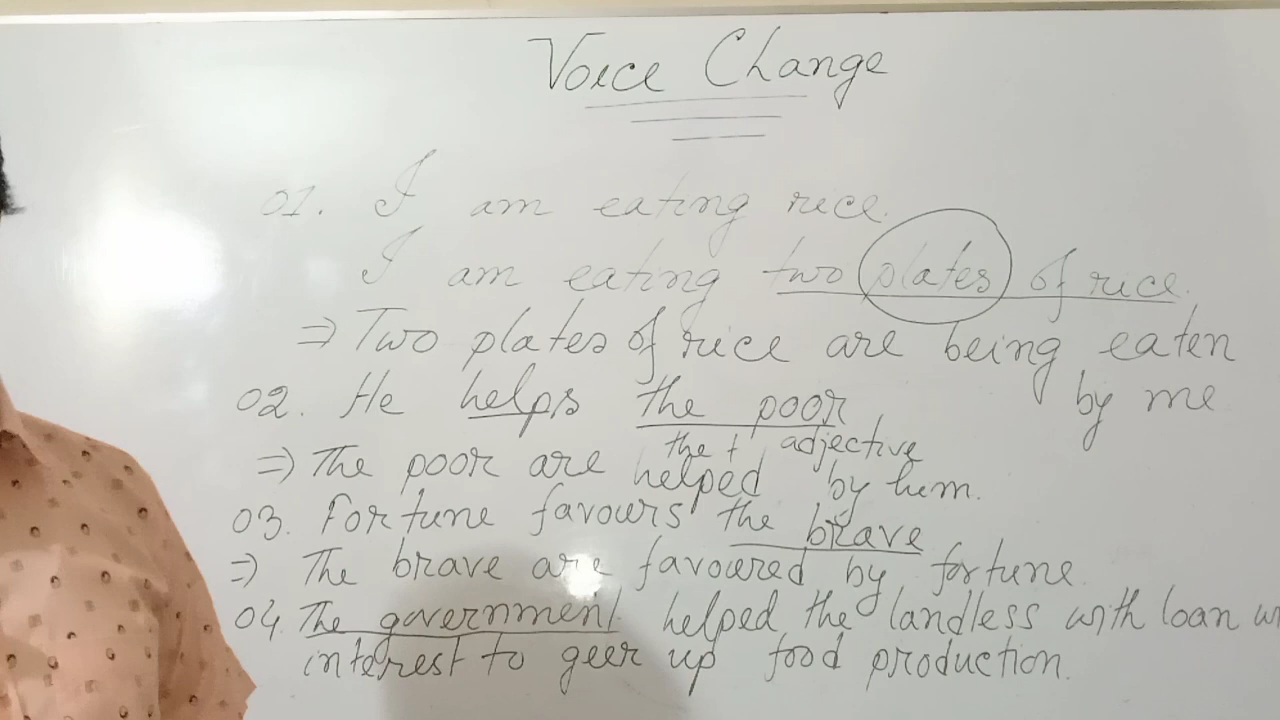 Voice Change
01. I am eating rice.
I am eating two plates of rice.
⇒ Two plates of rice are being eaten
by me
02. He helps the poor
the + adjective
⇒ The poor are helped by him.
03. Fortune favours the brave
⇒ The brave are favoured by fortune.
04. The government helped the landless with loan
interest to geer up food production.